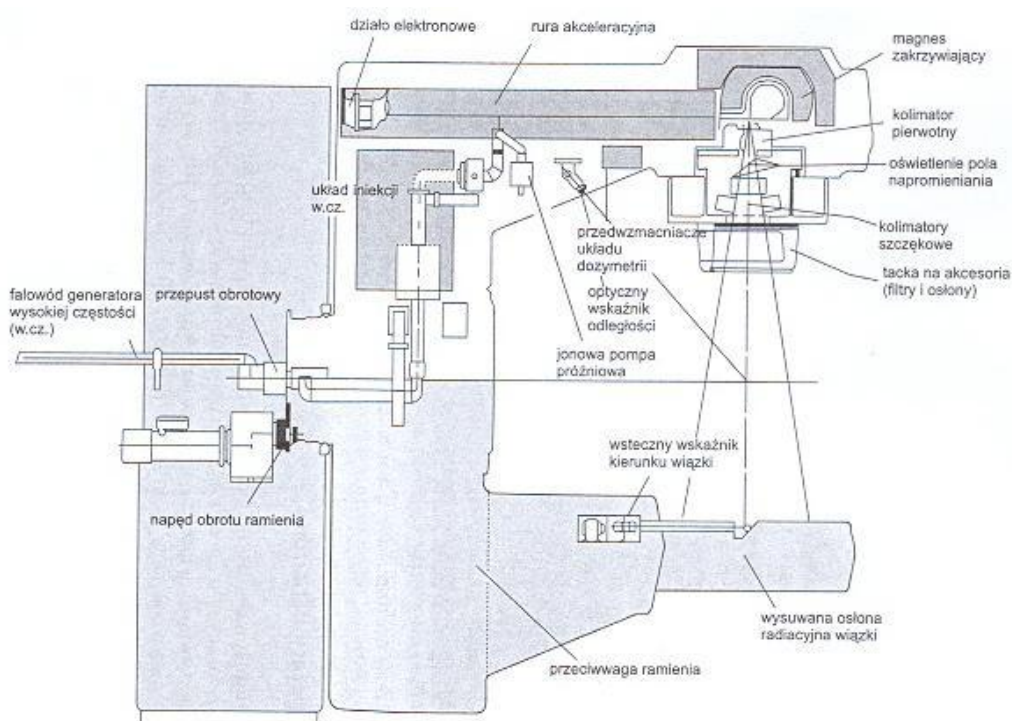 działo elektronowe
rura akceleracyjna
magnes
zakrzywiający
kolimator
pierwotny
oświetlenie pola
napromieniania
kolimatory
szczękowe
tacka na akcesoria
(filtry i osłony)
układ iniekcji
w.cz.
przedwzmacniacze
układu
dozymetrii
optyczny
wskaźnik
odległości
jonowa pompa
próżniowa
falowód generatora
wysokiej częstości
(w.cz.)
przepust obrotowy
wsteczny wskaźnik
kierunku wiązki
napęd obrotu ramienia
wysuwana osłona
radiacyjna wiązki
przeciwwaga ramienia